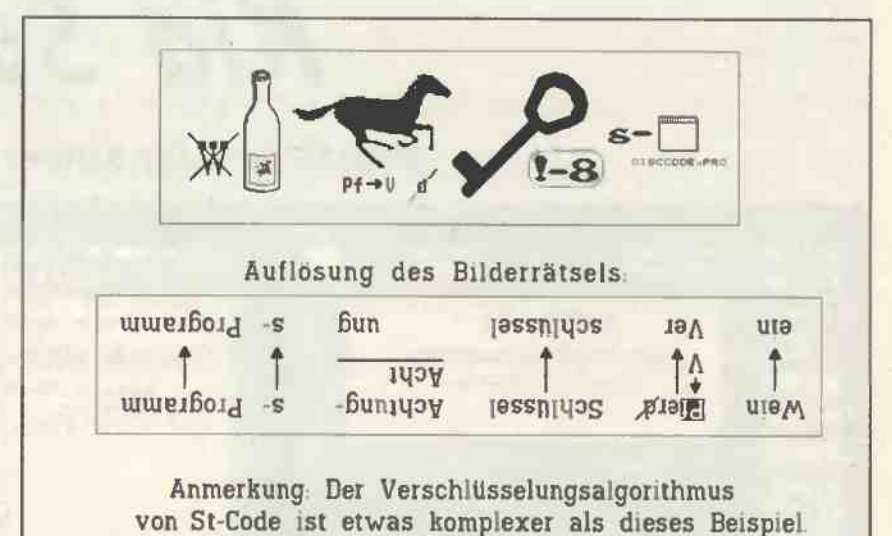 W
Pf→V d
!-8
s-
Auflösung des Bilderrätsels:
Wein Pferd Schlüssel Achtung- s- Programm
V Acht
ein Ver schlüssel ung s- Programm
Anmerkung: Der Verschlüsselungsalgorithmus
von St-Code ist etwas komplexer als dieses Beispiel.